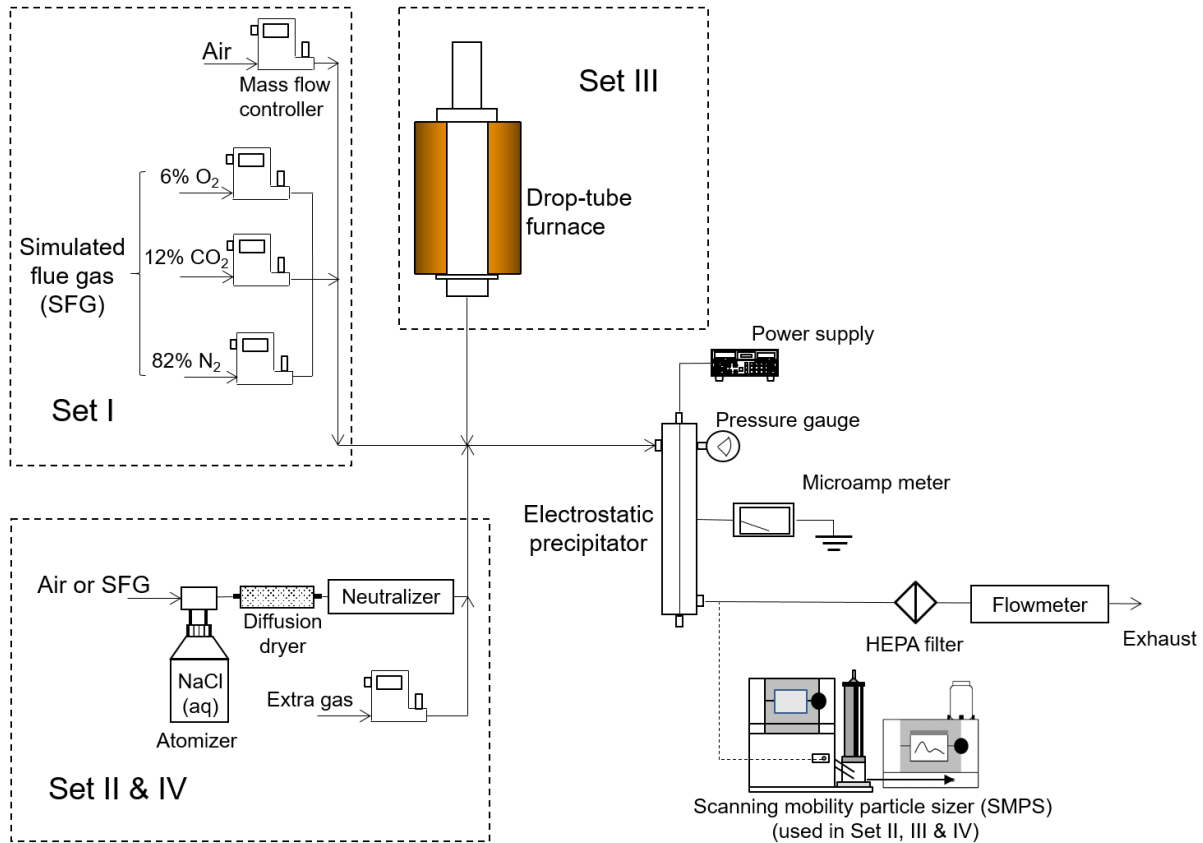 Air
Mass flow
controller
6% O₂
Simulated
flue gas
(SFG)
12% CO₂
82% N₂
Set I
Set III
Drop-tube
furnace
Power supply
Pressure gauge
Microamp meter
Electrostatic
precipitator
Air or SFG
Diffusion
dryer
Neutralizer
NaCl
(aq)
Atomizer
Extra gas
Set II & IV
HEPA filter
Flowmeter
Exhaust
Scanning mobility particle sizer (SMPS)
(used in Set II, III & IV)